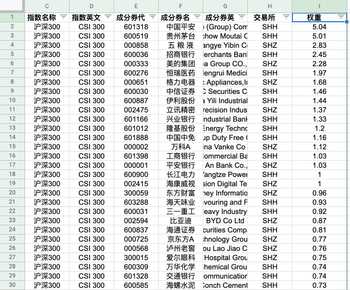 C D E F G H I
1 指数名称 指数英文 成分券代 成分券名 成分券英 交易所 权重
2 沪深300 CSI 300 601318 中国平安 (Group) Com SHH 5.04
3 沪深300 CSI 300 600519 贵州茅台 chow Moutai C SHH 5.01
4 沪深300 CSI 300 000858 五 粮 液 angye Yibin Co SHZ 2.83
5 沪深300 CSI 300 600036 招商银行 Merchants Bank SHH 2.45
6 沪深300 CSI 300 000333 美的集团 ea Group CO., SHZ 2.28
7 沪深300 CSI 300 600276 恒瑞医药 Hengrui Medici SHH 1.97
8 沪深300 CSI 300 000651 格力电器 c Appliances, SHZ 1.68
9 沪深300 CSI 300 600030 中信证券 C Securities C SHH 1.46
10 沪深300 CSI 300 600887 伊利股份 Yili Industrial SHH 1.44
11 沪深300 CSI 300 002475 立讯精密 recision Indus SHZ 1.37
12 沪深300 CSI 300 601166 兴业银行 ndustrial Bank SHH 1.33
13 沪深300 CSI 300 601012 隆基股份 Energy Techno SHH 1.2
14 沪深300 CSI 300 601888 中国中免 up Duty Free SHH 1.16
15 沪深300 CSI 300 000002 万科A na Vanke Co SHZ 1.12
16 沪深300 CSI 300 601398 工商银行 ommercial Bar SHH 1.03
17 沪深300 CSI 300 000001 平安银行 An Bank Co., SHZ 1.03
18 沪深300 CSI 300 600900 长江电力 Yangtze Power SHH 1
19 沪深300 CSI 300 002415 海康威视 sion Digital Te SHZ 1
20 沪深300 CSI 300 300059 东方财富 ney Informatio SHZ 0.96
21 沪深300 CSI 300 603288 海天味业 vouring and F SHH 0.93
22 沪深300 CSI 300 600031 三一重工 eavy Industry SHH 0.92
23 沪深300 CSI 300 002594 比亚迪 BYD Co Ltd SHZ 0.87
24 沪深300 CSI 300 600837 海通证券 curities Comp SHH 0.81
25 沪深300 CSI 300 000725 京东方A hnology Group SHZ 0.77
26 沪深300 CSI 300 000568 泸州老窖 ou Lao Jiao C SHZ 0.76
27 沪深300 CSI 300 300015 爱尔眼科 Hospital Grou SHZ 0.75
28 沪深300 CSI 300 600309 万华化学 hemical Group SHH 0.74
29 沪深300 CSI 300 601328 交通银行 ommunication SHH 0.74
30 沪深300 CSI 300 600585 海螺水泥 Conch Cement SHH 0.73